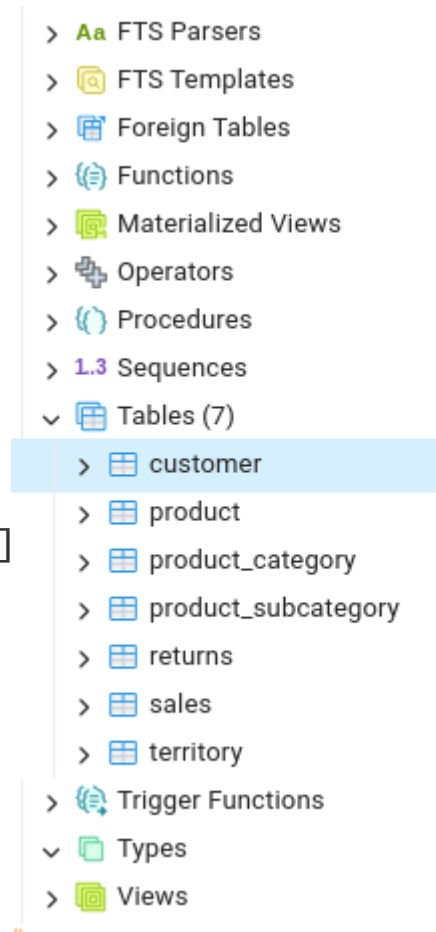 Aa FTS Parsers
FTS Templates
Foreign Tables
Functions
Materialized Views
Operators
Procedures
1..3 Sequences
Tables (7)
customer
product
]
product_category
product_subcategory
returns
sales
territory
Trigger Functions
Types
Views